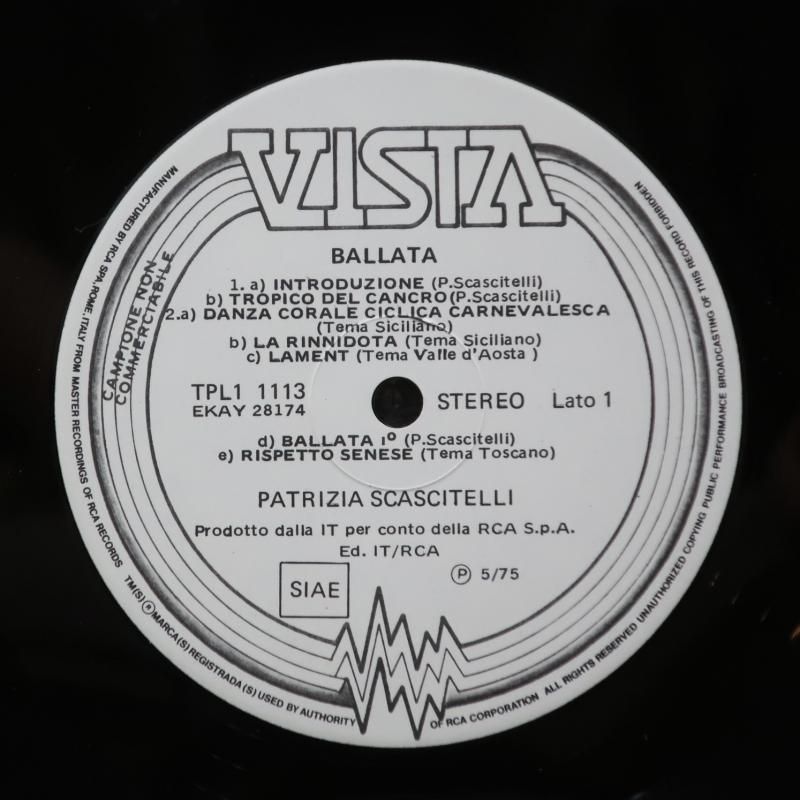 VISTA
BALLATA
1. a) INTRODUZIONE (P.Scascitelli)
b) TROPICO DEL CANCRO (P.Scascitelli)
2.a) DANZA CORALE CICLICA CARNEVALESCA
(Tema Siciliano)
b) LA RINNIDOTA (Tema Siciliano)
c) LAMENT (Tema Valle d'Aosta )
TPL1 1113
EKAY 28174
STEREO Lato 1
d) BALLATA Iº (P.Scascitelli)
e) RISPETTO SENESE (Tema Toscano)
PATRIZIA SCASCITELLI
Prodotto dalla IT per conto della RCA S.p.A.
Ed. IT/RCA
SIAE
Ⓟ 5/75
CAMPIONE NON
COMMERCIABILE
MANUFACTURED BY RCA SPA, ROME, ITALY FROM MASTER RECORDINGS OF RCA RECORDS TM(S) ® MARCA(S) REGISTRADA(S) USED BY AUTHORITY OF RCA CORPORATION ALL RIGHTS RESERVED UNAUTHORIZED COPYING PUBLIC PERFORMANCE BROADCASTING OF THIS RECORD FORBIDDEN